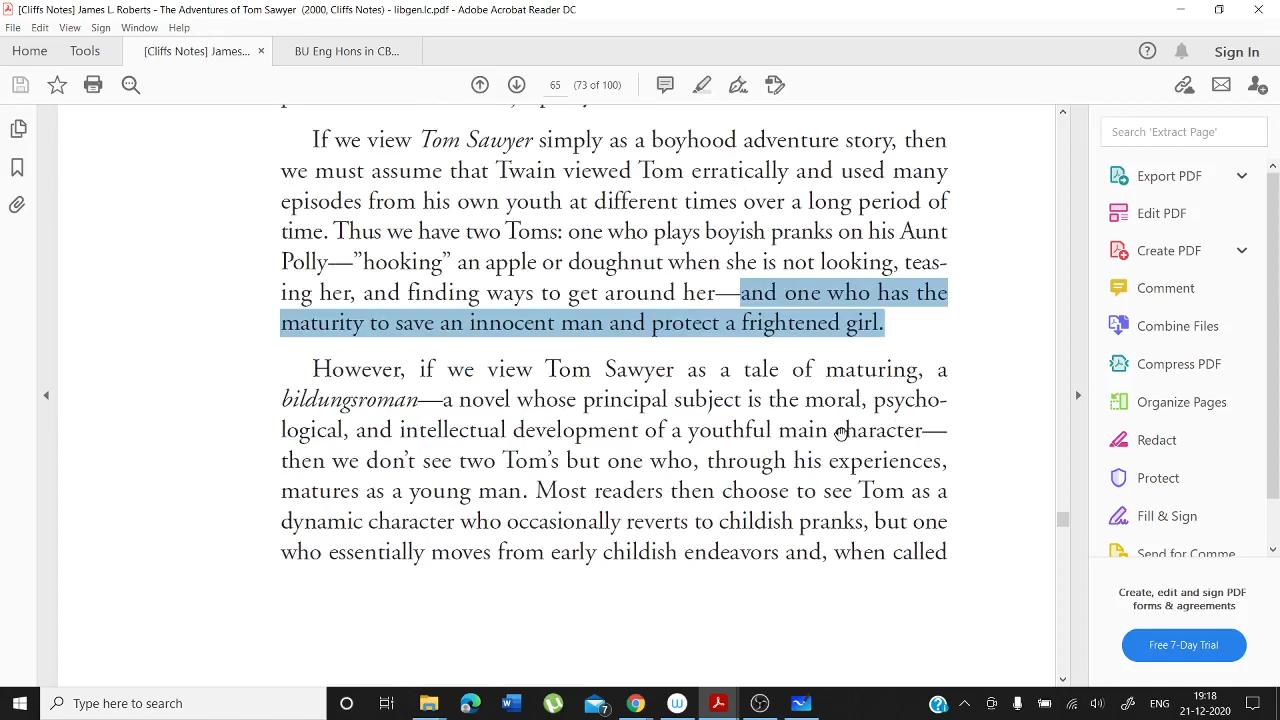 [Cliffs Notes] James L. Roberts - The Adventures of Tom Sawyer (2000, Cliffs Notes) - libgen.lc.pdf - Adobe Acrobat Reader DC
File Edit View Sign Window Help
Home Tools [Cliffs Notes] James... × BU Eng Hons in CB... Sign In
65 (73 of 100)
If we view Tom Sawyer simply as a boyhood adventure story, then
we must assume that Twain viewed Tom erratically and used many
episodes from his own youth at different times over a long period of
time. Thus we have two Toms: one who plays boyish pranks on his Aunt
Polly—”hooking” an apple or doughnut when she is not looking, teas-
ing her, and finding ways to get around her—and one who has the
maturity to save an innocent man and protect a frightened girl.
However, if we view Tom Sawyer as a tale of maturing, a
bildungsroman—a novel whose principal subject is the moral, psycho-
logical, and intellectual development of a youthful main character—
then we don’t see two Tom’s but one who, through his experiences,
matures as a young man. Most readers then choose to see Tom as a
dynamic character who occasionally reverts to childish pranks, but one
who essentially moves from early childish endeavors and, when called
Search 'Extract Page'
Export PDF
Edit PDF
Create PDF
Comment
Combine Files
Compress PDF
Organize Pages
Redact
Protect
Fill & Sign
Send for Comme
Create, edit and sign PDF
forms & agreements
Free 7-Day Trial
Type here to search
7
ENG
19:18
21-12-2020